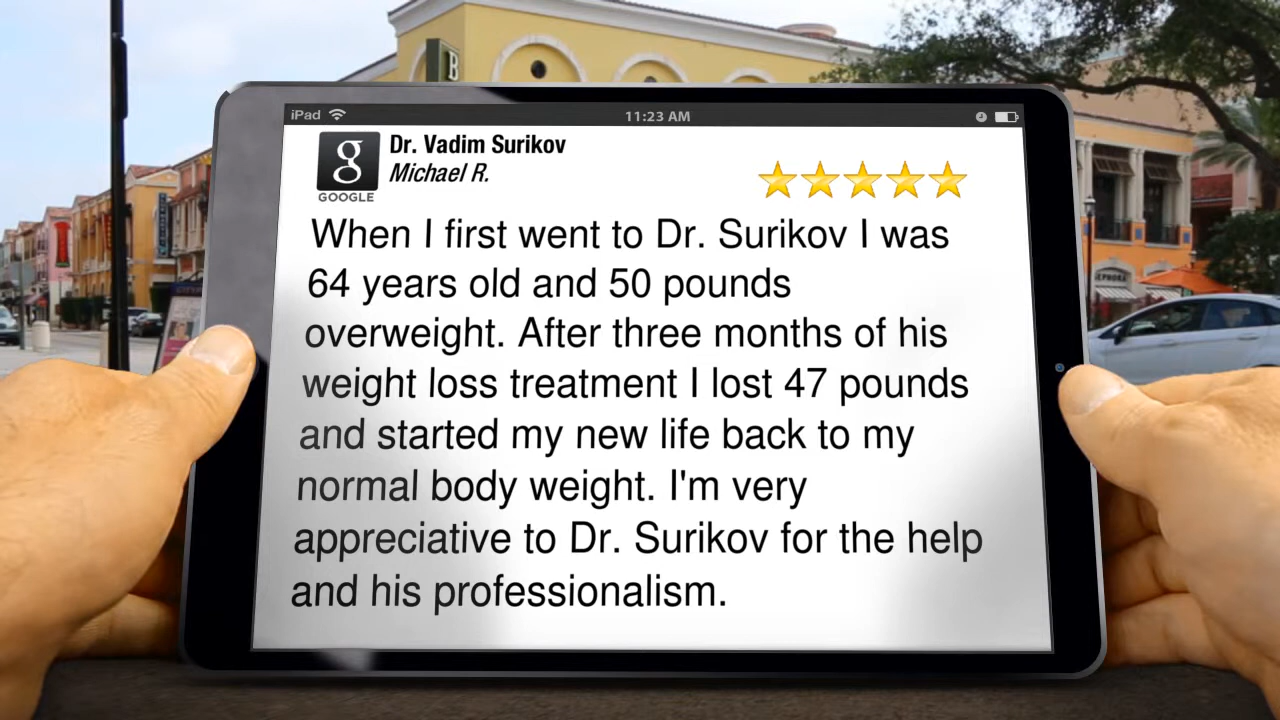 iPad
11:23 AM
g
GOOGLE
Dr. Vadim Surikov
Michael R.
When I first went to Dr. Surikov I was
64 years old and 50 pounds
overweight. After three months of his
weight loss treatment I lost 47 pounds
and started my new life back to my
normal body weight. I'm very
appreciative to Dr. Surikov for the help
and his professionalism.
B
SEPHORA